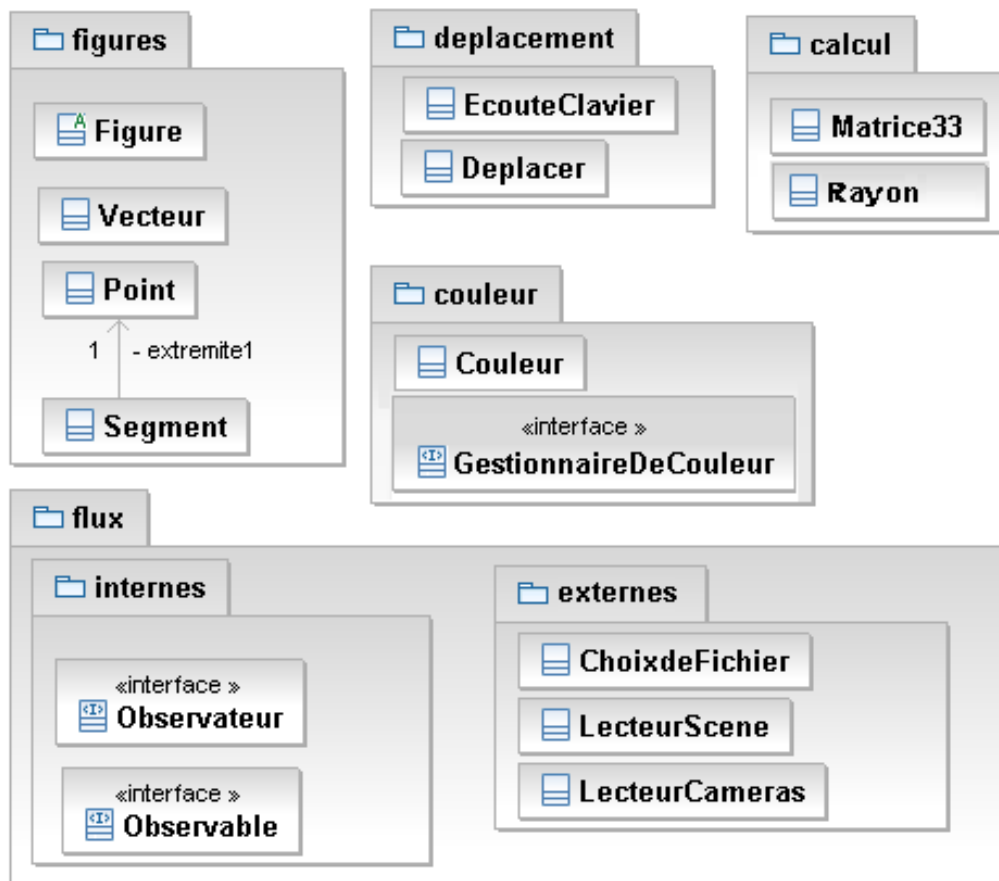 figures
Figure
Vecteur
Point
1
- extremite1
Segment
deplacement
EcouteClavier
Deplacer
calcul
Matrice33
Rayon
couleur
Couleur
«interface »
GestionnaireDeCouleur
flux
internes
«interface »
Observateur
«interface »
Observable
externes
ChoixdeFichier
LecteurScene
LecteurCameras